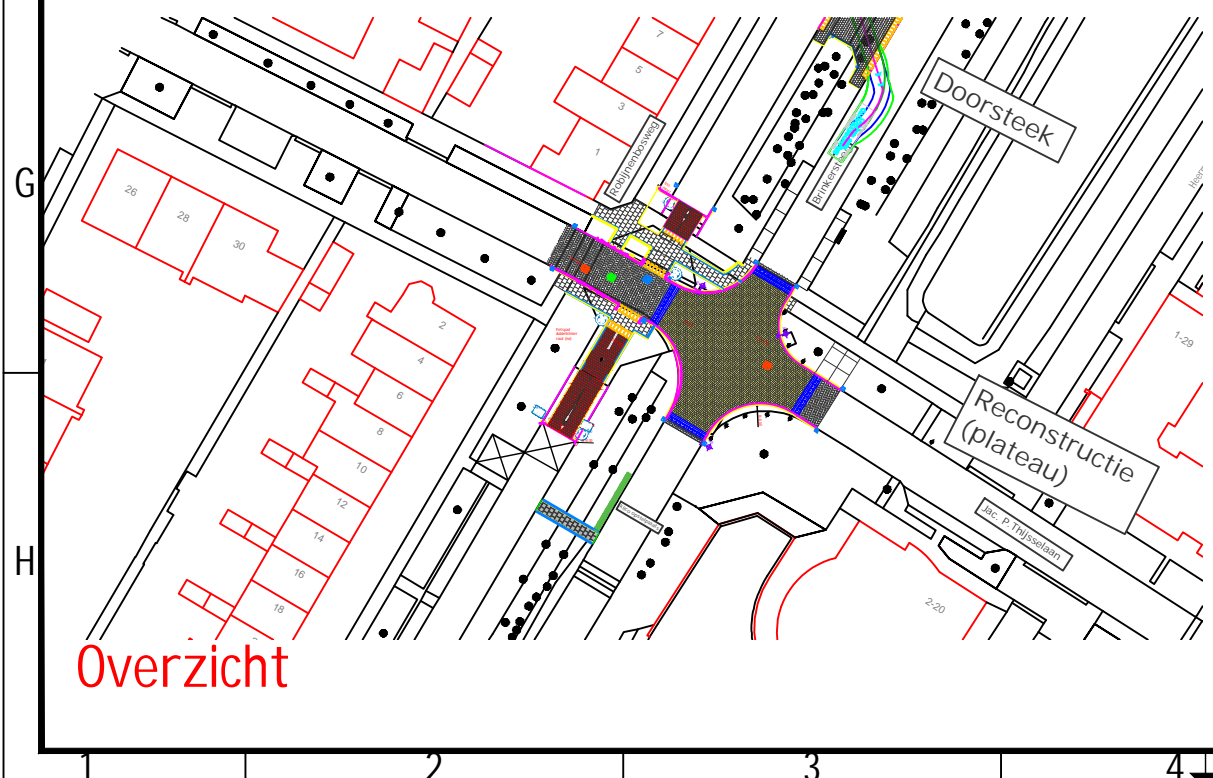 7
5
3
1
Robijnenbosweg
Doorsteek
G
26
28
30
2
4
6
8
10
12
14
16
18
1-29
Reconstructie
(plateau)
Jac. P. Thijsselaan
2-20
H
Overzicht
1
2
3
4